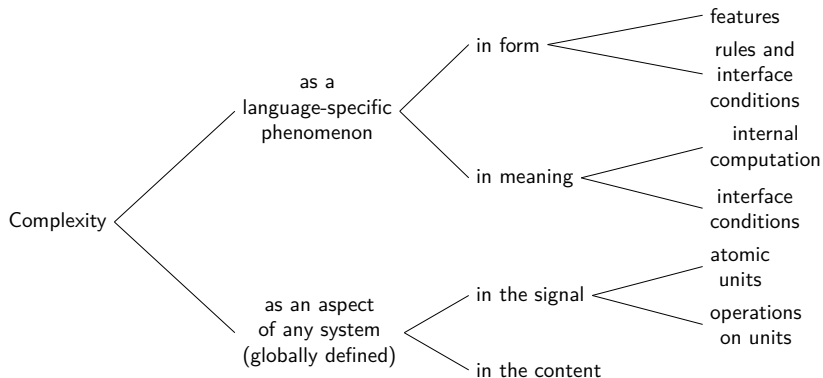 Complexity
as a
language-specific
phenomenon
in form
features
rules and
interface
conditions
in meaning
internal
computation
interface
conditions
as an aspect
of any system
(globally defined)
in the signal
atomic
units
operations
on units
in the content